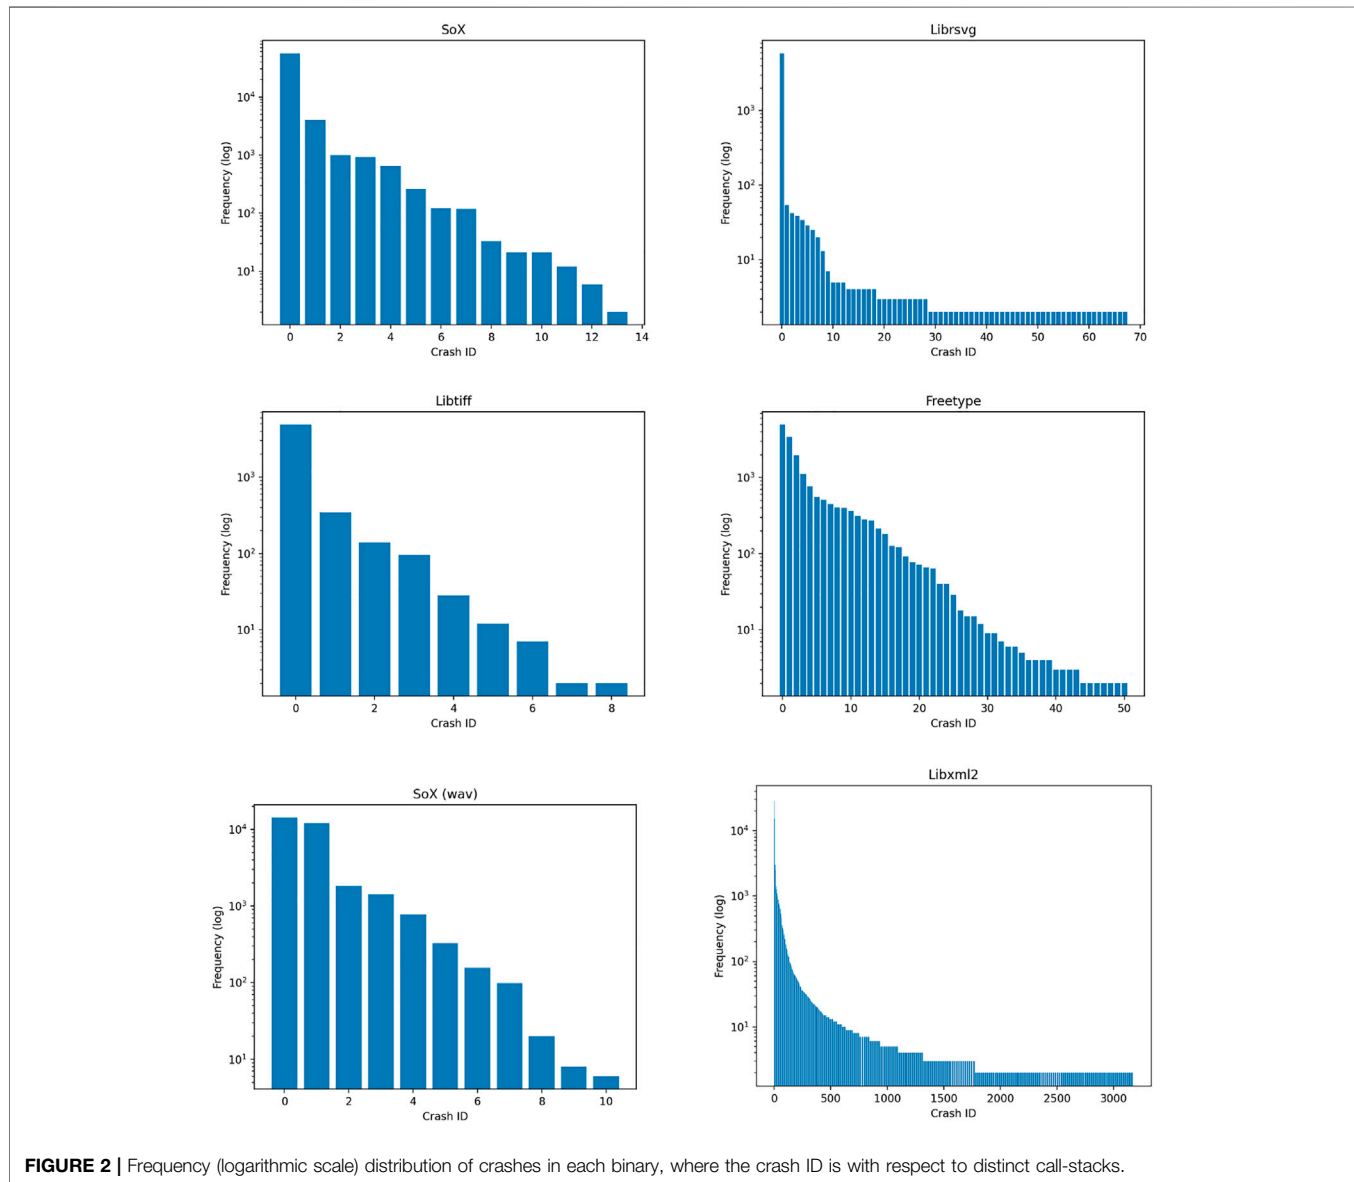 SoX
Frequency (log)
10^4
10^3
10^2
10^1
0 2 4 6 8 10 12 14
Crash ID
Librsvg
Frequency (log)
10^3
10^2
10^1
0 10 20 30 40 50 60 70
Crash ID
Libtiff
Frequency (log)
10^3
10^2
10^1
0 2 4 6 8
Crash ID
Freetype
Frequency (log)
10^3
10^2
10^1
0 10 20 30 40 50
Crash ID
SoX (wav)
Frequency (log)
10^4
10^3
10^2
10^1
0 2 4 6 8 10
Crash ID
Libxml2
Frequency (log)
10^4
10^3
10^2
10^1
0 500 1000 1500 2000 2500 3000
Crash ID
FIGURE 2 | Frequency (logarithmic scale) distribution of crashes in each binary, where the crash ID is with respect to distinct call-stacks.